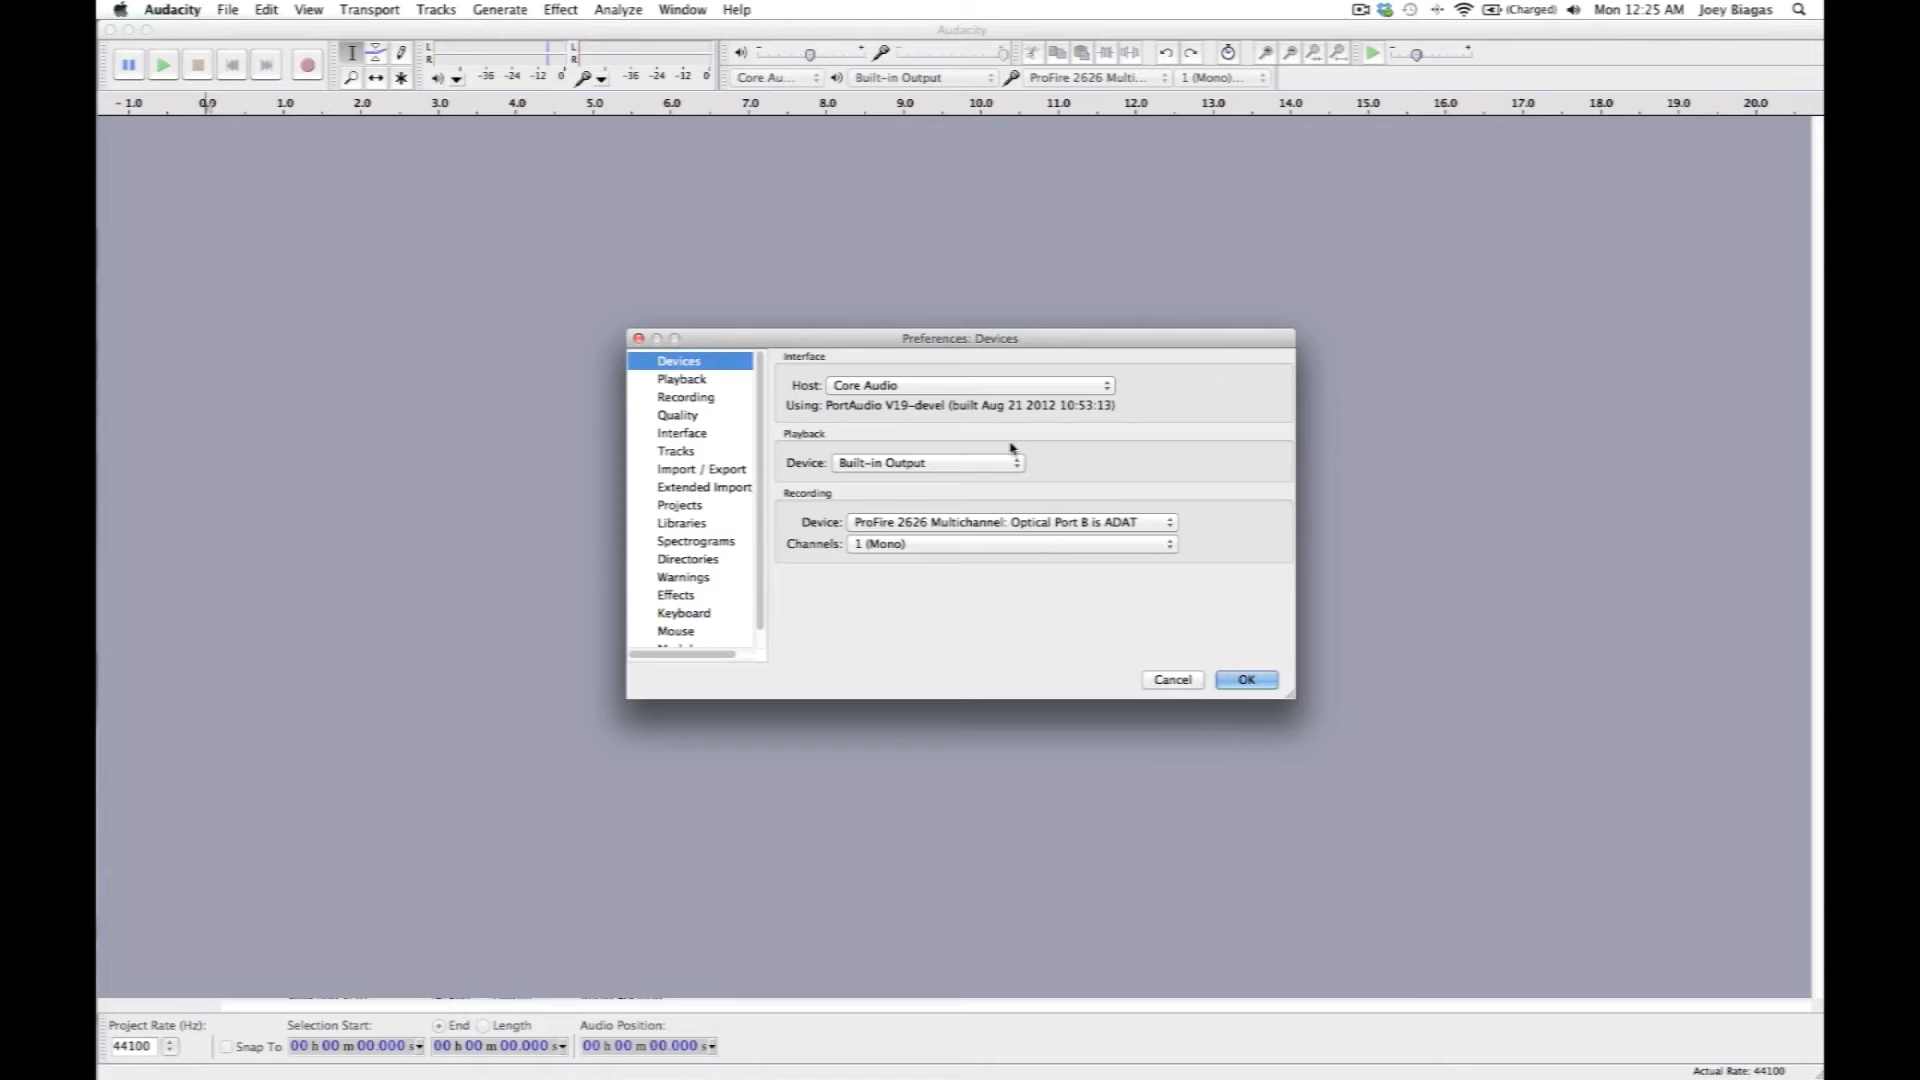 Audacity File Edit View Transport Tracks Generate Effect Analyze Window Help (Charged) Mon 12:25 AM Joey Biagas
Audacity
L L
R R
-36 -24 -12 0 -36 -24 -12 0 Core Au... Built-in Output ProFire 2626 Multi... 1 (Mono)...
-1.0 0.0 1.0 2.0 3.0 4.0 5.0 6.0 7.0 8.0 9.0 10.0 11.0 12.0 13.0 14.0 15.0 16.0 17.0 18.0 19.0 20.0
Preferences: Devices
Devices
Playback
Recording
Quality
Interface
Tracks
Import / Export
Extended Import
Projects
Libraries
Spectrograms
Directories
Warnings
Effects
Keyboard
Mouse
Interface
Host: Core Audio
Using: PortAudio V19-devel (built Aug 21 2012 10:53:13)
Playback
Device: Built-in Output
Recording
Device: ProFire 2626 Multichannel: Optical Port B is ADAT
Channels: 1 (Mono)
Cancel OK
Project Rate (Hz): Selection Start: End Length Audio Position:
44100 Snap To 00 h 00 m 00.000 s 00 h 00 m 00.000 s 00 h 00 m 00.000 s
Actual Rate: 44100